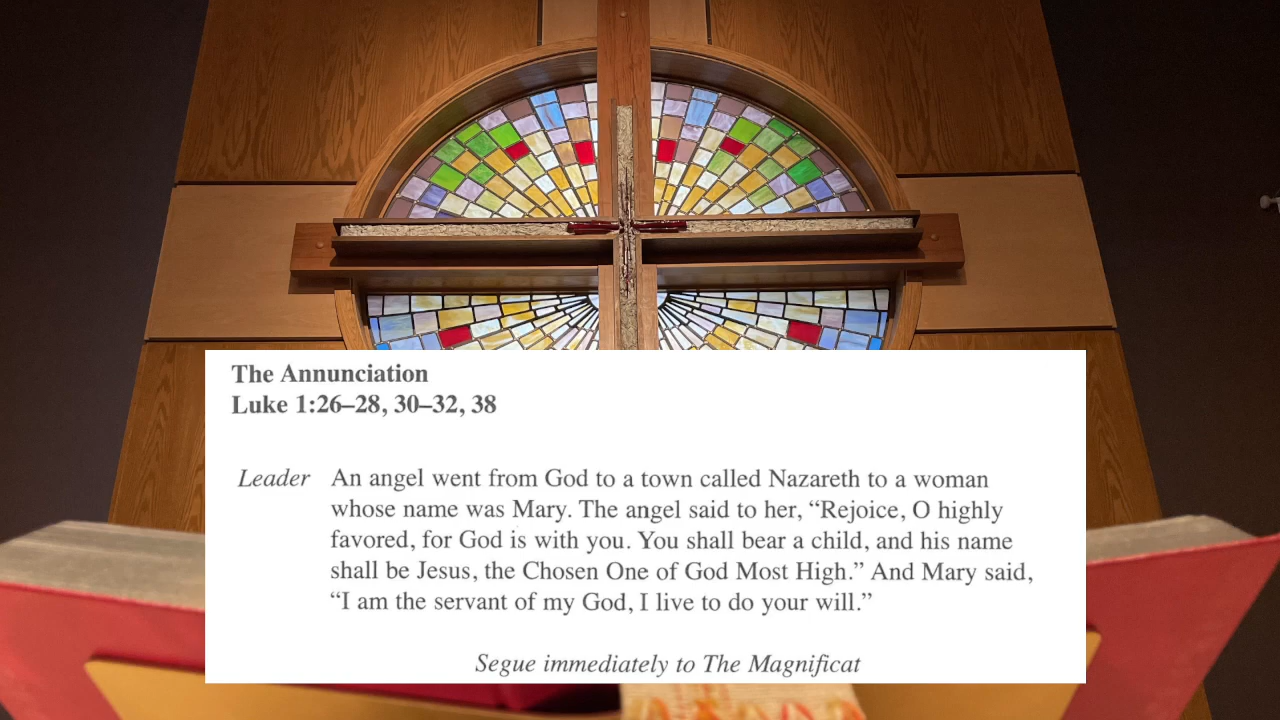 The Annunciation
Luke 1:26–28, 30–32, 38
Leader An angel went from God to a town called Nazareth to a woman
whose name was Mary. The angel said to her, “Rejoice, O highly
favored, for God is with you. You shall bear a child, and his name
shall be Jesus, the Chosen One of God Most High.” And Mary said,
“I am the servant of my God, I live to do your will.”
Segue immediately to The Magnificat